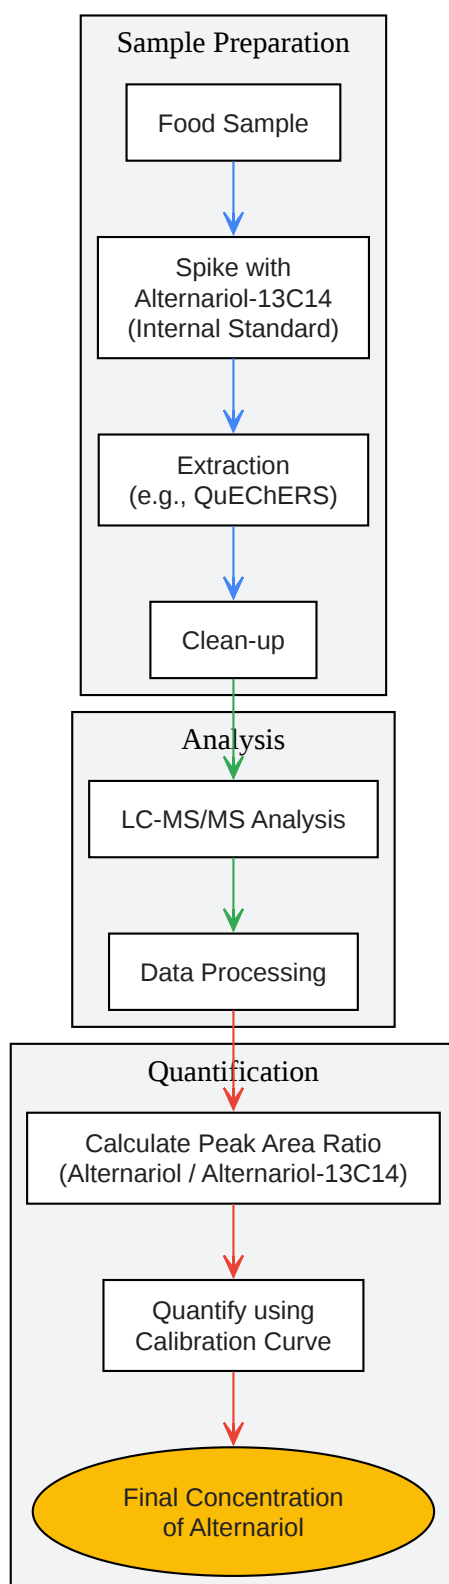 Sample Preparation
Food Sample
Spike with
Alternariol-13C14
(Internal Standard)
Extraction
(e.g., QuEChERS)
Clean-up
Analysis
LC-MS/MS Analysis
Data Processing
Quantification
Calculate Peak Area Ratio
(Alternariol / Alternariol-13C14)
Quantify using
Calibration Curve
Final Concentration
of Alternariol